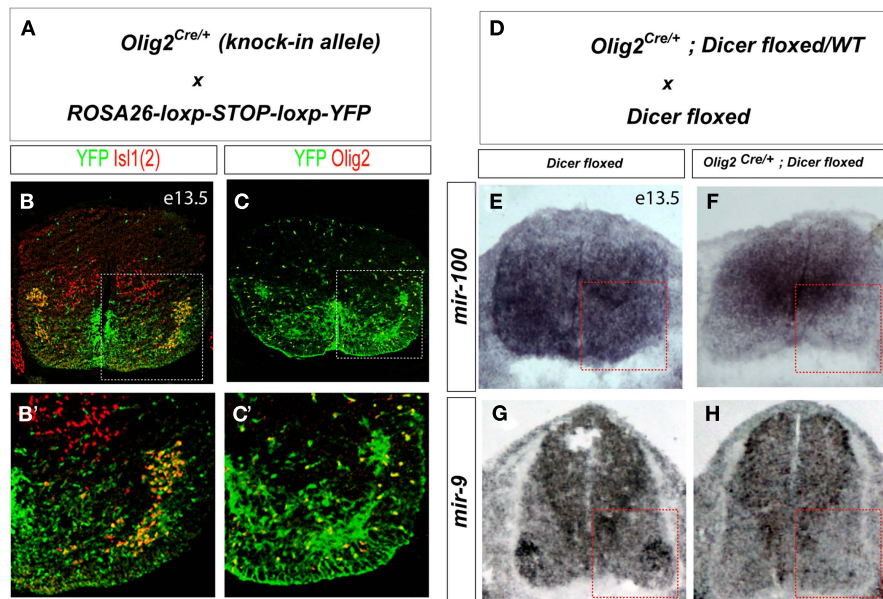 A
Olig2Cre/+ (knock-in allele)
x
ROSA26-loxp-STOP-loxp-YFP
YFP Isl1(2)
YFP Olig2
B
e13.5
C
B'
C'
D
Olig2Cre/+ ; Dicer floxed/WT
x
Dicer floxed
Dicer floxed
Olig2 Cre/+ ; Dicer floxed
mir-100
E
e13.5
F
mir-9
G
H